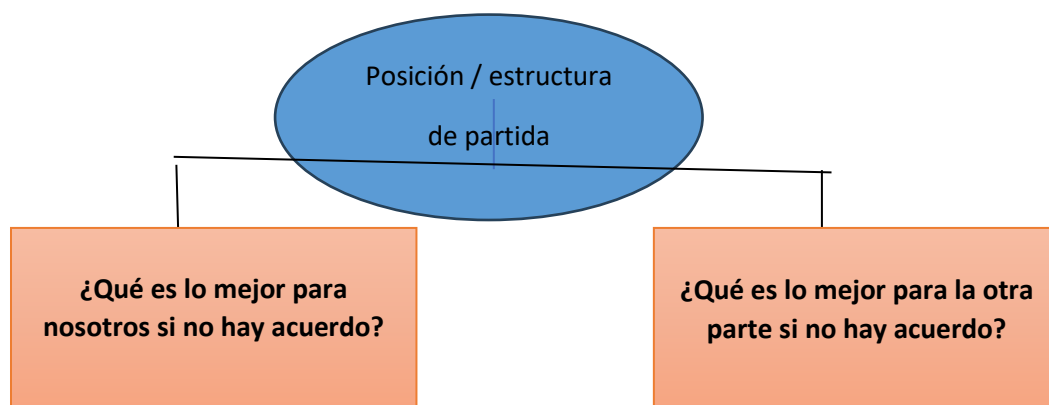 Posición / estructura
de partida
¿Qué es lo mejor para
nosotros si no hay acuerdo?
¿Qué es lo mejor para la otra
parte si no hay acuerdo?